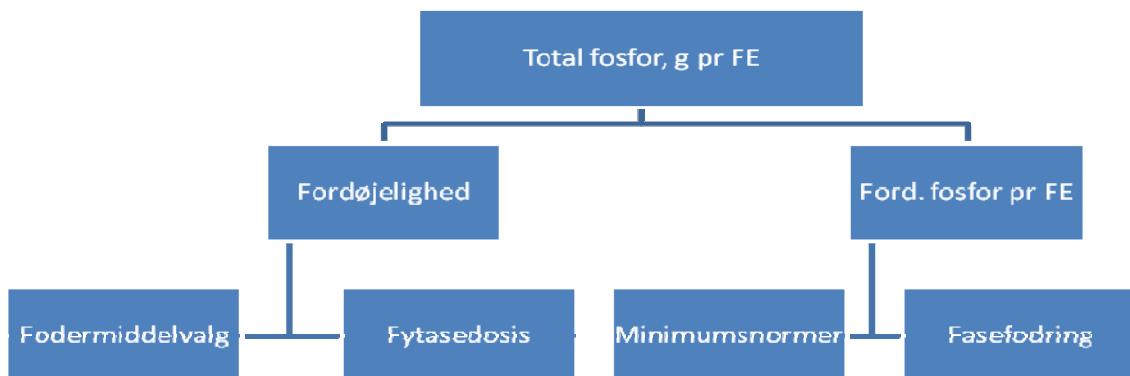 Total fosfor, g pr FE
Fordøjelighed
Ford. fosfor pr FE
Fodermiddelvalg
Fytasedosis
Minimumsnormer
Fasefodring